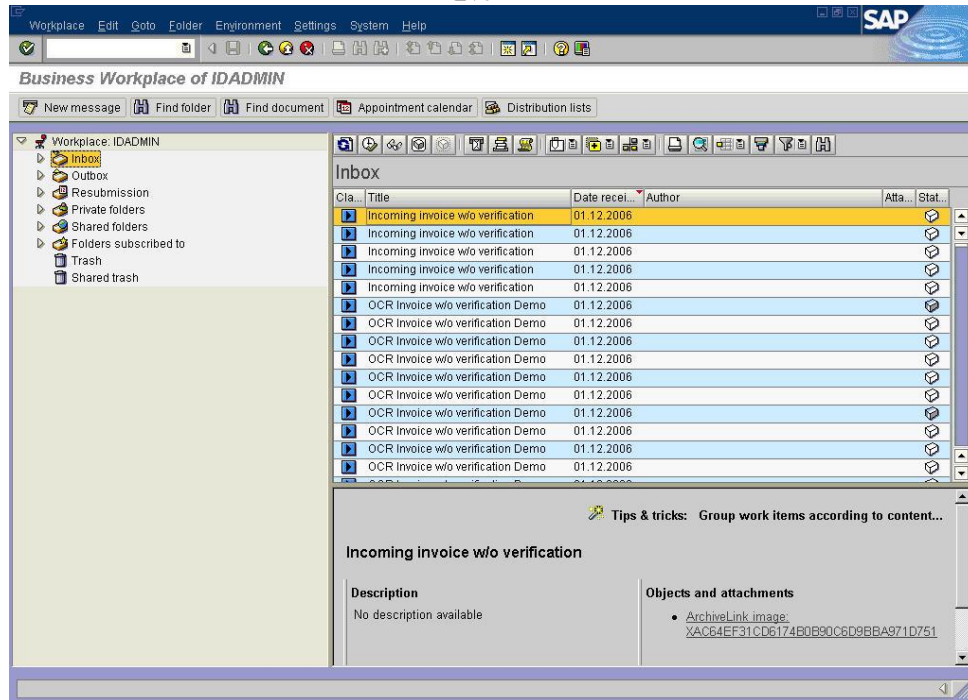 Workplace Edit Goto Folder Environment Settings System Help
SAP
Business Workplace of IDADMIN
New message Find folder Find document Appointment calendar Distribution lists
Workplace: IDADMIN
Inbox
Outbox
Resubmission
Private folders
Shared folders
Folders subscribed to
Trash
Shared trash
Inbox
Cla... Title Date recei... Author Atta... Stat...
Incoming invoice w/o verification 01.12.2006
Incoming invoice w/o verification 01.12.2006
Incoming invoice w/o verification 01.12.2006
Incoming invoice w/o verification 01.12.2006
Incoming invoice w/o verification 01.12.2006
OCR Invoice w/o verification Demo 01.12.2006
OCR Invoice w/o verification Demo 01.12.2006
OCR Invoice w/o verification Demo 01.12.2006
OCR Invoice w/o verification Demo 01.12.2006
OCR Invoice w/o verification Demo 01.12.2006
OCR Invoice w/o verification Demo 01.12.2006
OCR Invoice w/o verification Demo 01.12.2006
OCR Invoice w/o verification Demo 01.12.2006
OCR Invoice w/o verification Demo 01.12.2006
OCR Invoice w/o verification Demo 01.12.2006
Tips & tricks: Group work items according to content...
Incoming invoice w/o verification
Description
No description available
Objects and attachments
ArchiveLink image:
XAC64EF31CD6174B0B90C6D9BBA971D751